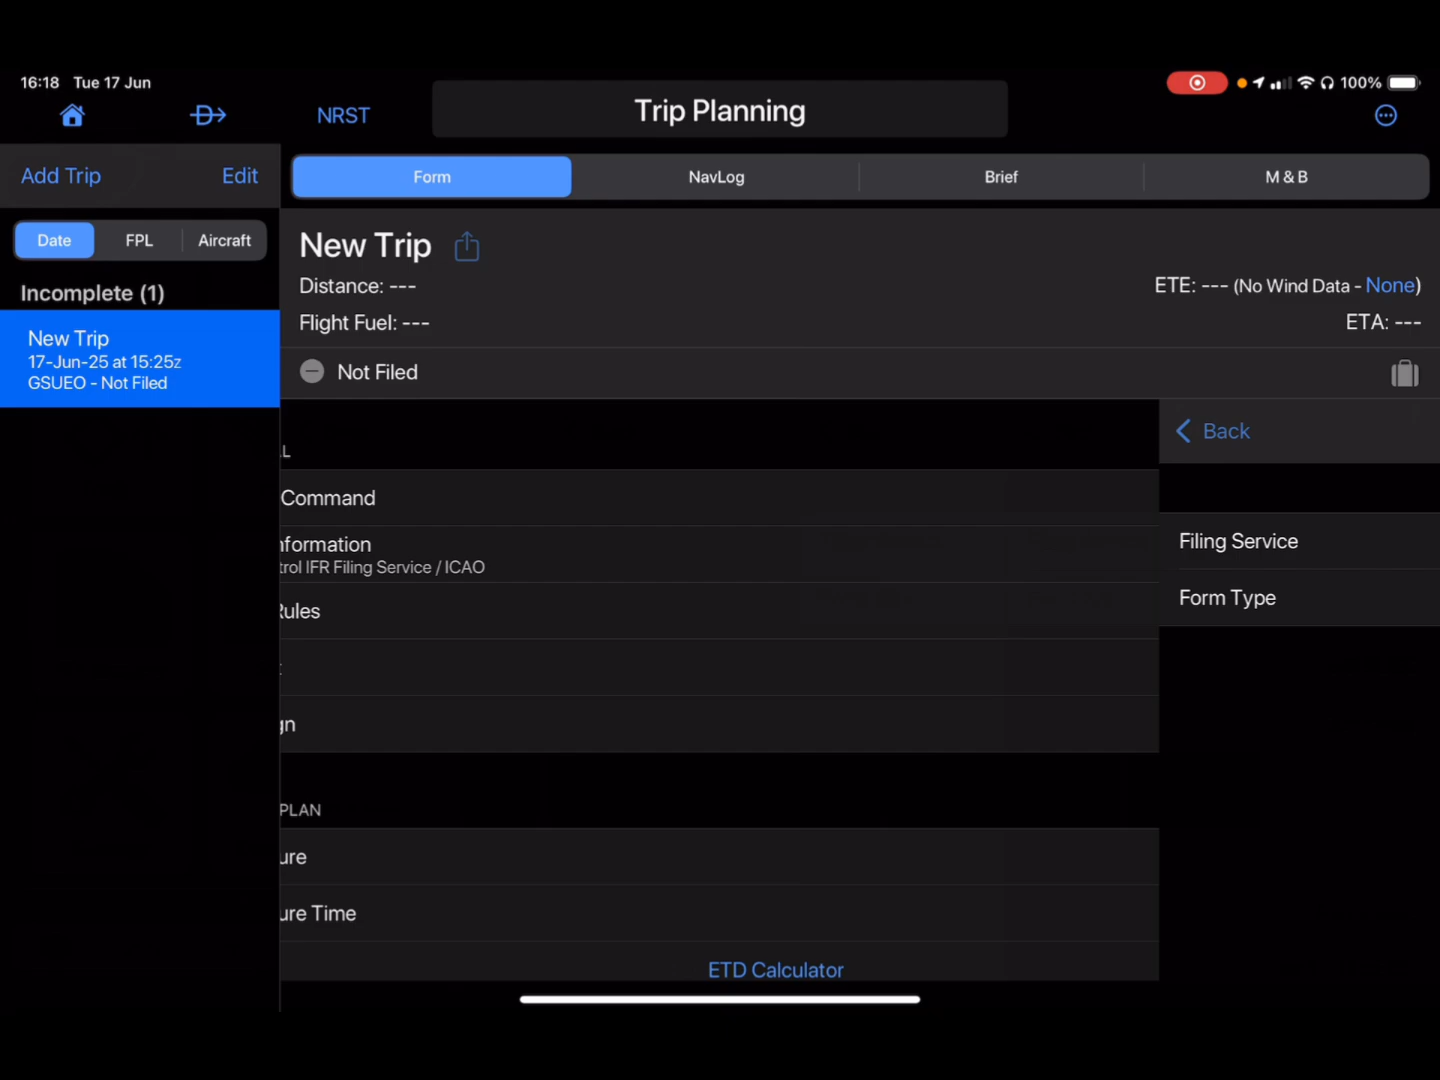 16:18 Tue 17 Jun
100%
NRST
Trip Planning
Add Trip
Edit
Form
NavLog
Brief
M & B
Date
FPL
Aircraft
Incomplete (1)
New Trip
17-Jun-25 at 15:25z
GSUEO - Not Filed
New Trip
Distance: ---
ETE: --- (No Wind Data - None)
Flight Fuel: ---
ETA: ---
Not Filed
Back
L
Command
nformation
trol IFR Filing Service / ICAO
Rules
gn
Filing Service
Form Type
PLAN
ure
ure Time
ETD Calculator